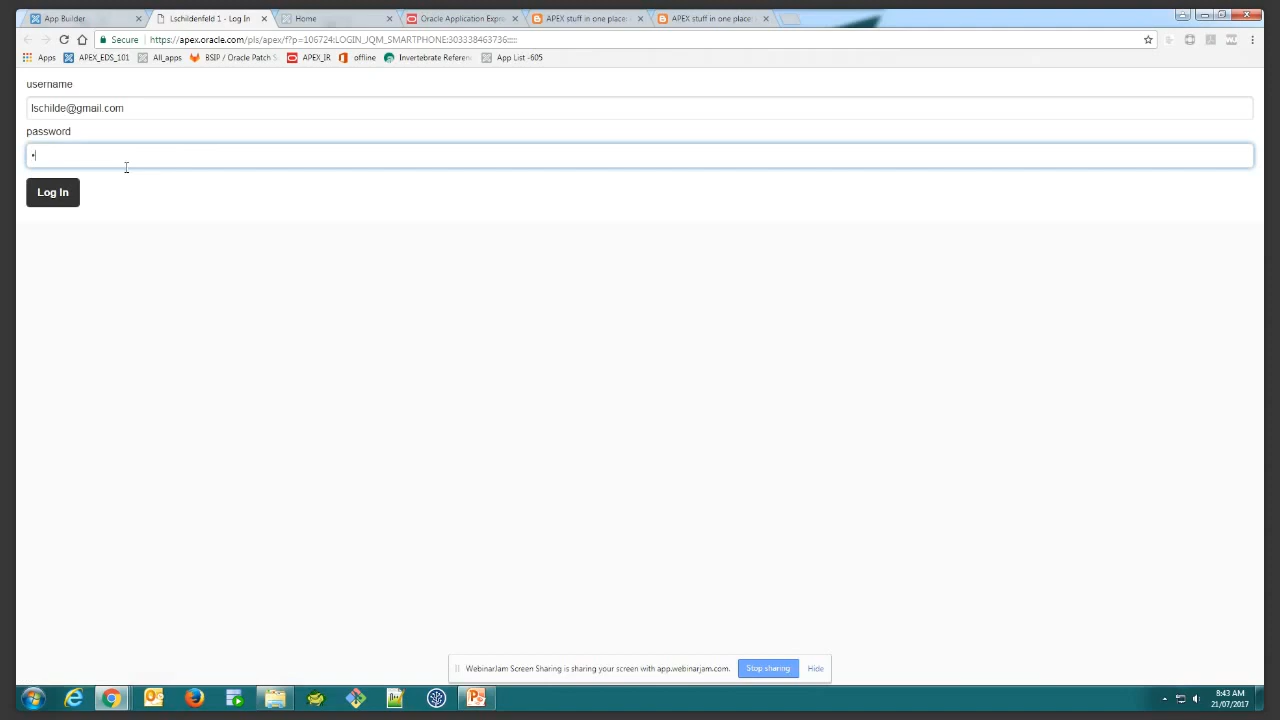 App Builder
Lschildenfeld 1 - Log In
Home
Oracle Application Expre
APEX stuff in one place:
APEX stuff in one place:
Secure
https://apex.oracle.com/pls/apex/f?p=106724:LOGIN_JQM_SMARTPHONE:303338463736:::::
Apps
APEX_EDS_101
All_apps
BSIP / Oracle Patch S
APEX_IR
offline
Invertebrate Referen
App List -605
username
lschilde@gmail.com
password
Log In
WebinarJam Screen Sharing is sharing your screen with app.webinarjam.com.
Stop sharing
Hide
8:43 AM
21/07/2017